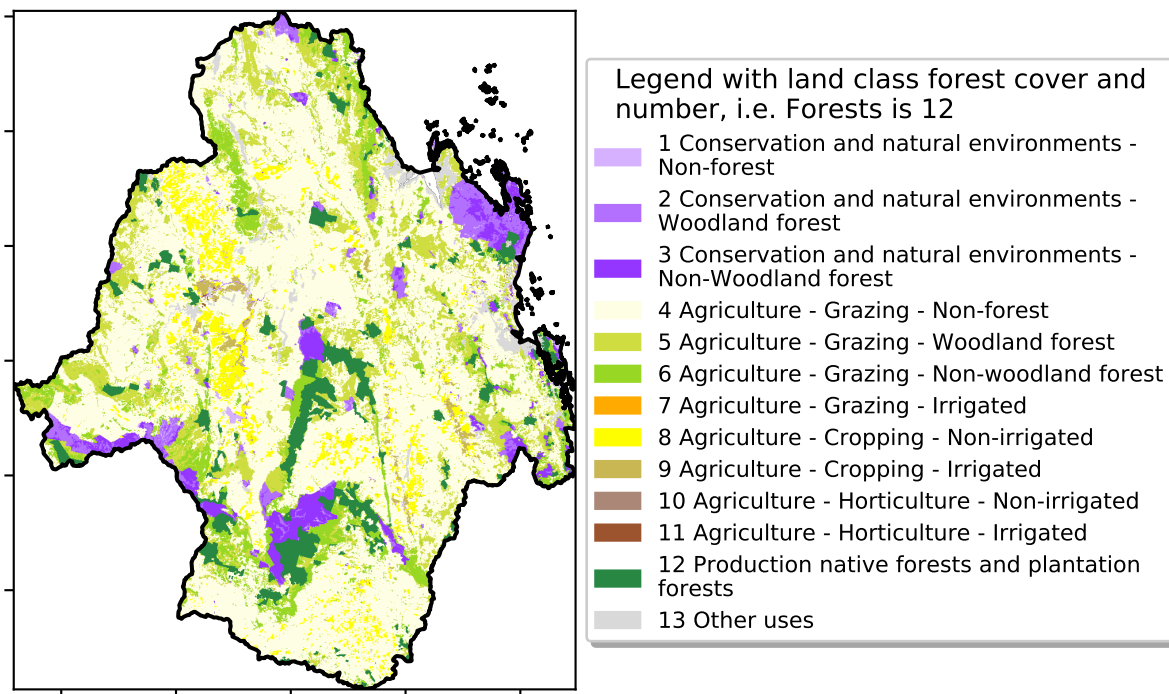 Legend with land class forest cover and
number, i.e. Forests is 12
1 Conservation and natural environments -
Non-forest
2 Conservation and natural environments -
Woodland forest
3 Conservation and natural environments -
Non-Woodland forest
4 Agriculture - Grazing - Non-forest
5 Agriculture - Grazing - Woodland forest
6 Agriculture - Grazing - Non-woodland forest
7 Agriculture - Grazing - Irrigated
8 Agriculture - Cropping - Non-irrigated
9 Agriculture - Cropping - Irrigated
10 Agriculture - Horticulture - Non-irrigated
11 Agriculture - Horticulture - Irrigated
12 Production native forests and plantation
forests
13 Other uses